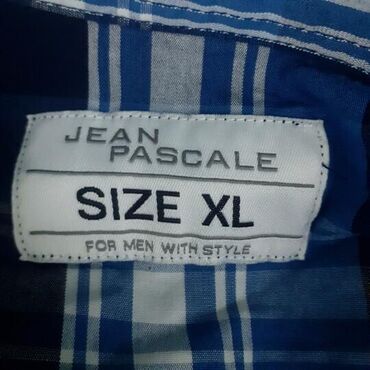 JEAN
PASCALE
SIZE XL
FOR MEN WITH STYLE